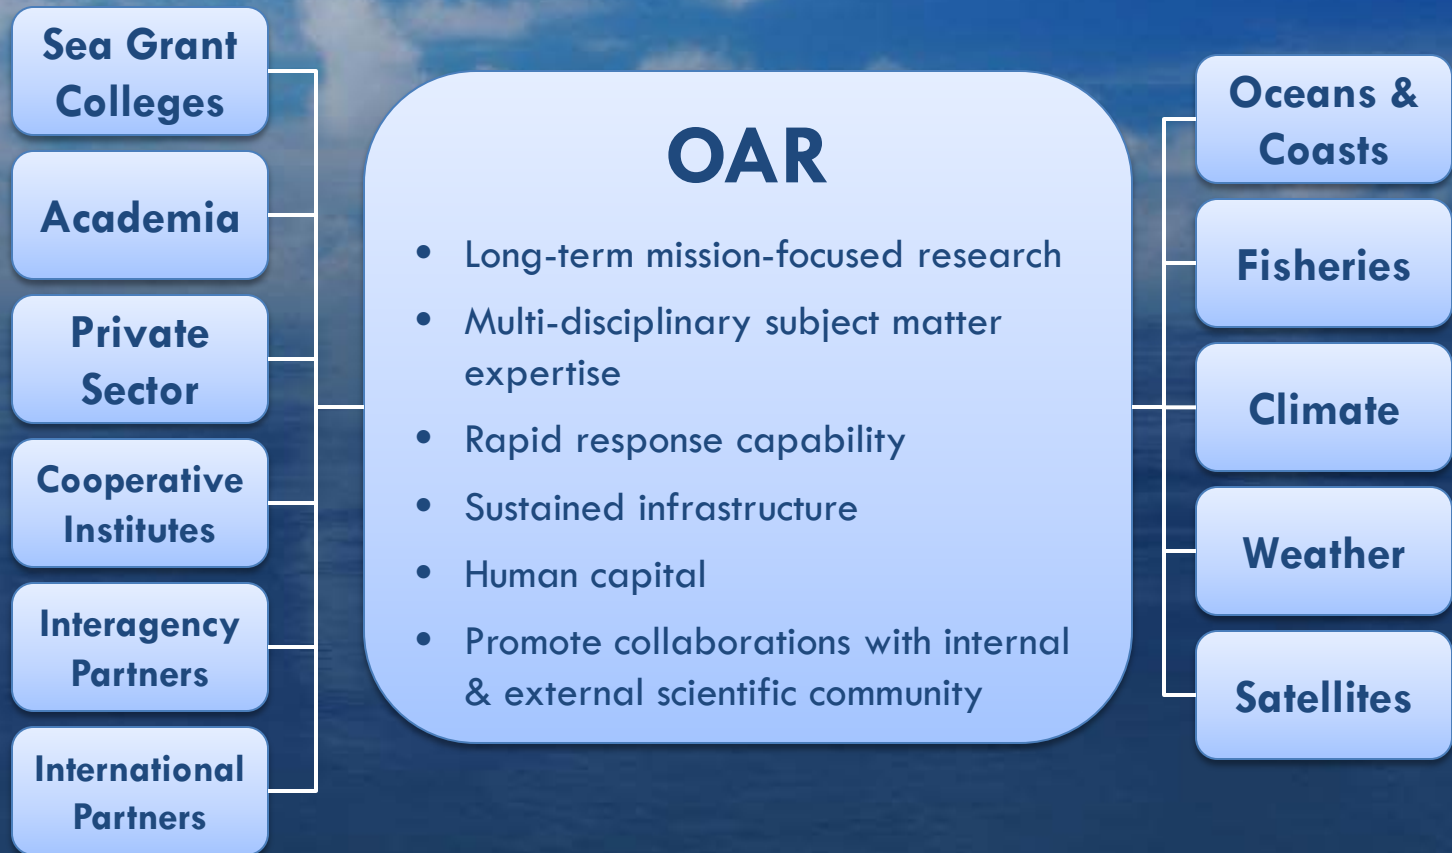 Sea Grant
Colleges
Academia
Private
Sector
Cooperative
Institutes
Interagency
Partners
International
Partners
OAR
• Long-term mission-focused research
• Multi-disciplinary subject matter
expertise
• Rapid response capability
• Sustained infrastructure
• Human capital
• Promote collaborations with internal
& external scientific community
Oceans &
Coasts
Fisheries
Climate
Weather
Satellites